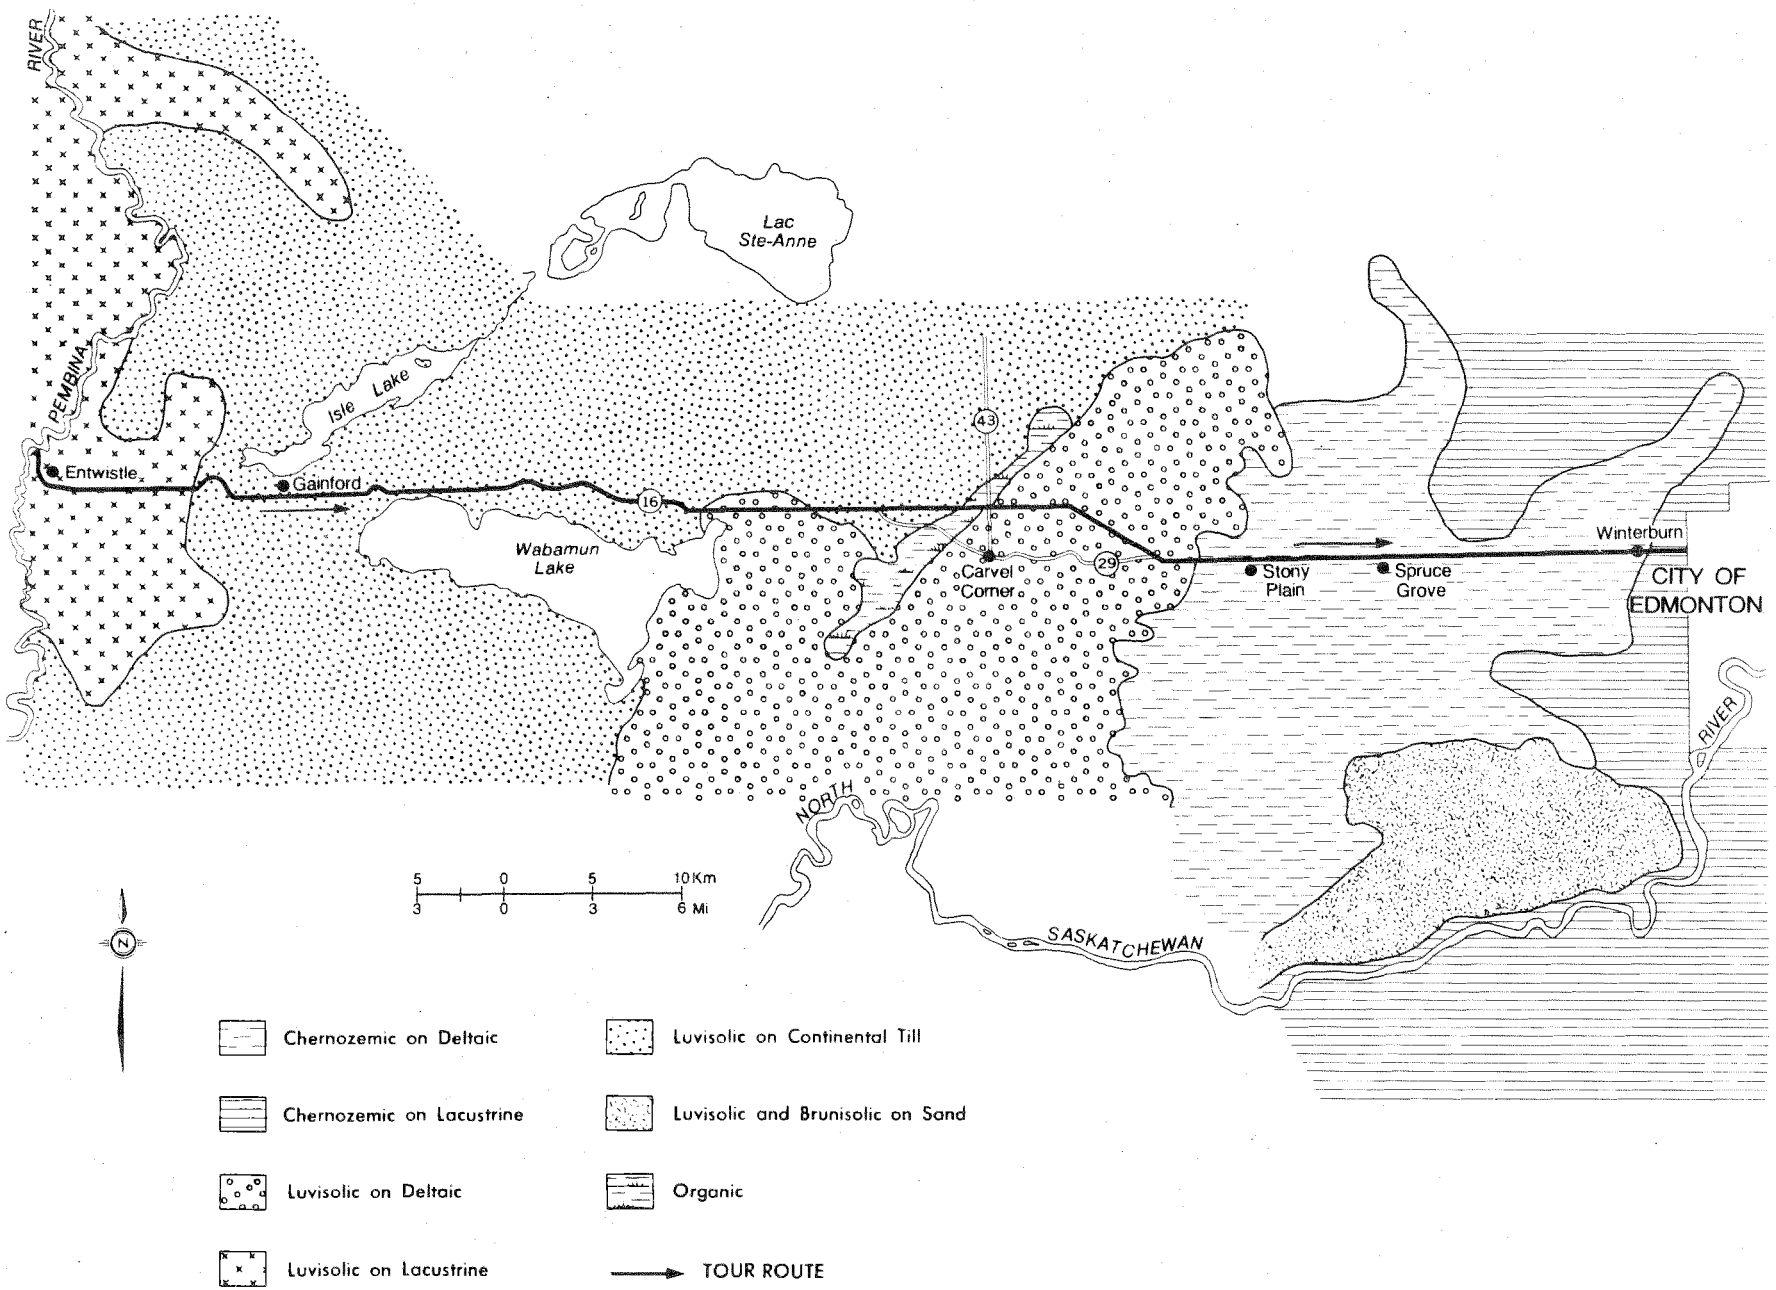 RIVER
PEMBINA
Entwistle
Gainford
Isle Lake
Lac
Ste-Anne
16
Wabamun
Lake
43
Carvel
Corner
29
Stony
Plain
Spruce
Grove
Winterburn
CITY OF
EDMONTON
RIVER
NORTH
SASKATCHEWAN
5 0 5 10 Km
3 0 3 6 Mi
N
Chernozemic on Deltaic
Chernozemic on Lacustrine
Luvisolic on Deltaic
Luvisolic on Lacustrine
Luvisolic on Continental Till
Luvisolic and Brunisolic on Sand
Organic
TOUR ROUTE